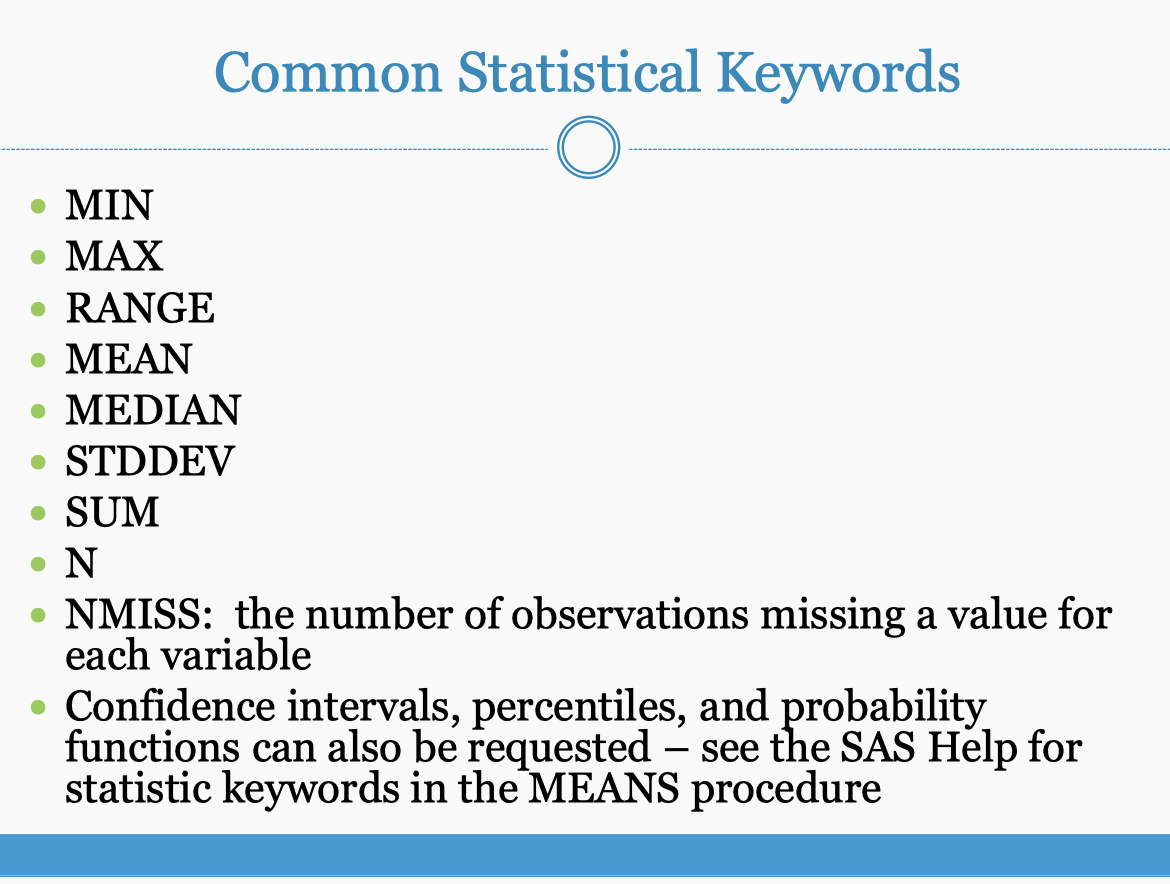 Common Statistical Keywords
• MIN
• MAX
• RANGE
• MEAN
• MEDIAN
• STDDEV
• SUM
• N
• NMISS:  the number of observations missing a value for
each variable
• Confidence intervals, percentiles, and probability
functions can also be requested – see the SAS Help for
statistic keywords in the MEANS procedure